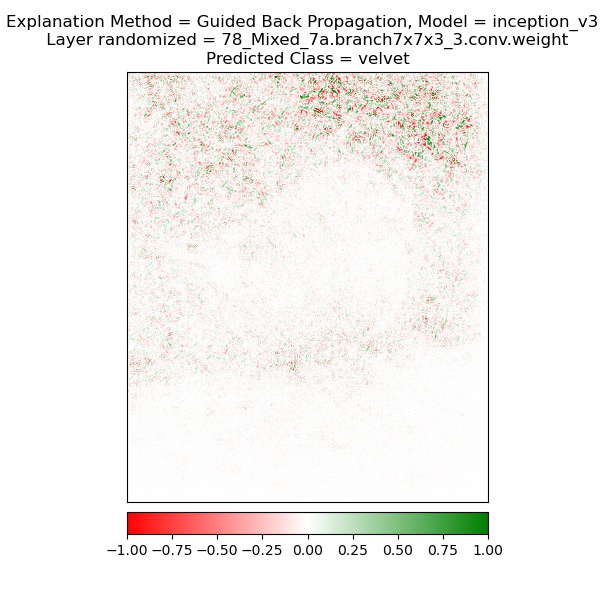 Explanation Method = Guided Back Propagation, Model = inception_v3
Layer randomized = 78_Mixed_7a.branch7x7x3_3.conv.weight
Predicted Class = velvet
−1.00 −0.75 −0.50 −0.25 0.00 0.25 0.50 0.75 1.00